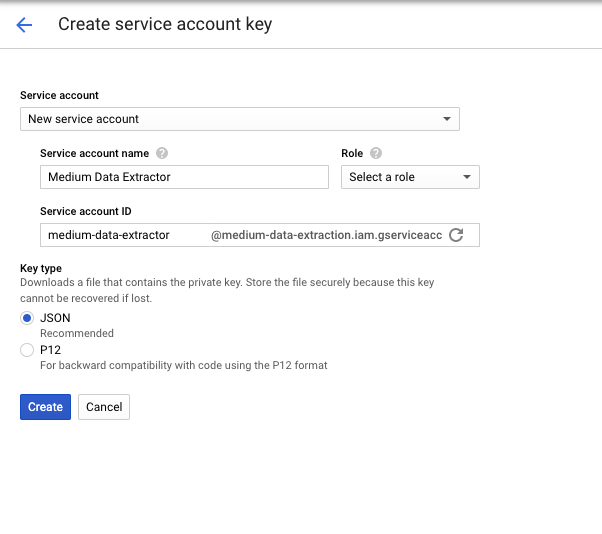 Create service account key
Service account
New service account
Service account name
Role
Medium Data Extractor
Select a role
Service account ID
medium-data-extractor @medium-data-extraction.iam.gserviceacc
Key type
Downloads a file that contains the private key. Store the file securely because this key
cannot be recovered if lost.
JSON
Recommended
P12
For backward compatibility with code using the P12 format
Create Cancel